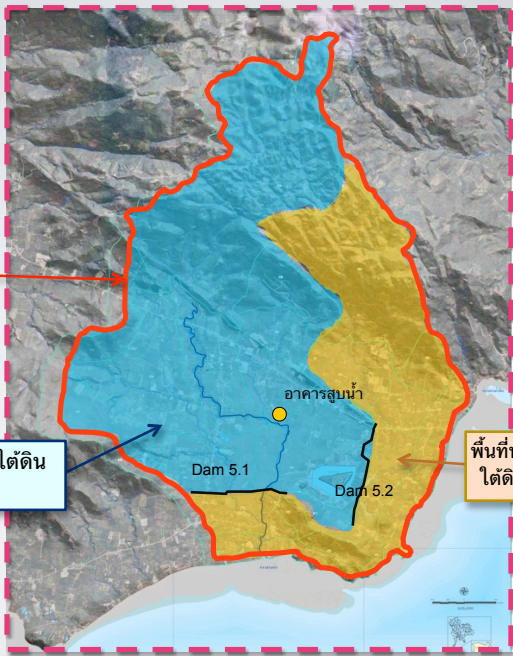 อาคารสูบน้ำ
ใต้ดิน
Dam 5.1
พื้นที่
ใต้ดิ
Dam 5.2